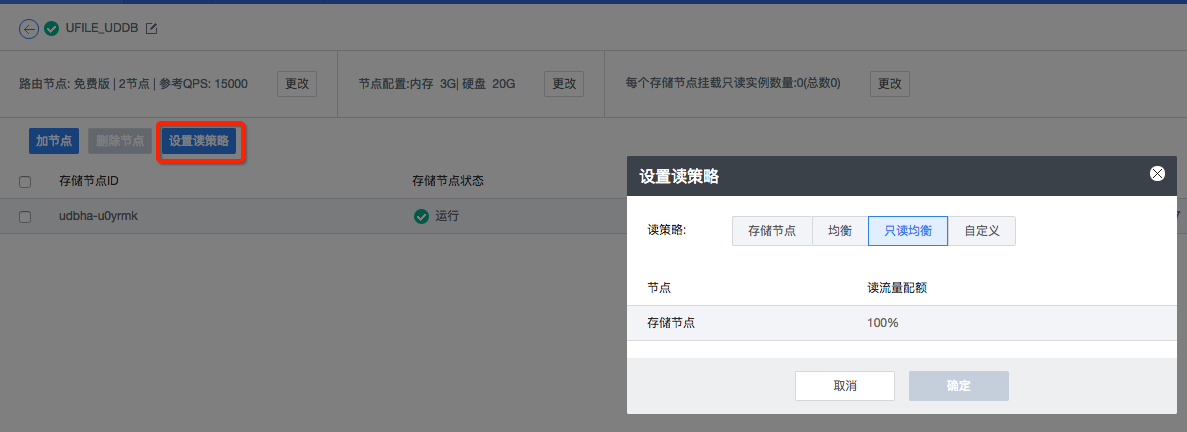 UFILE_UDDB
路由节点: 免费版 | 2节点 | 参考QPS: 15000 更改 节点配置:内存 3G| 硬盘 20G 更改 每个存储节点挂载只读实例数量:0(总数0) 更改
加节点 删除节点 设置读策略
存储节点ID 存储节点状态
udbha-u0yrmk 运行
设置读策略
读策略: 存储节点 均衡 只读均衡 自定义
节点 读流量配额
存储节点 100%
取消 确定